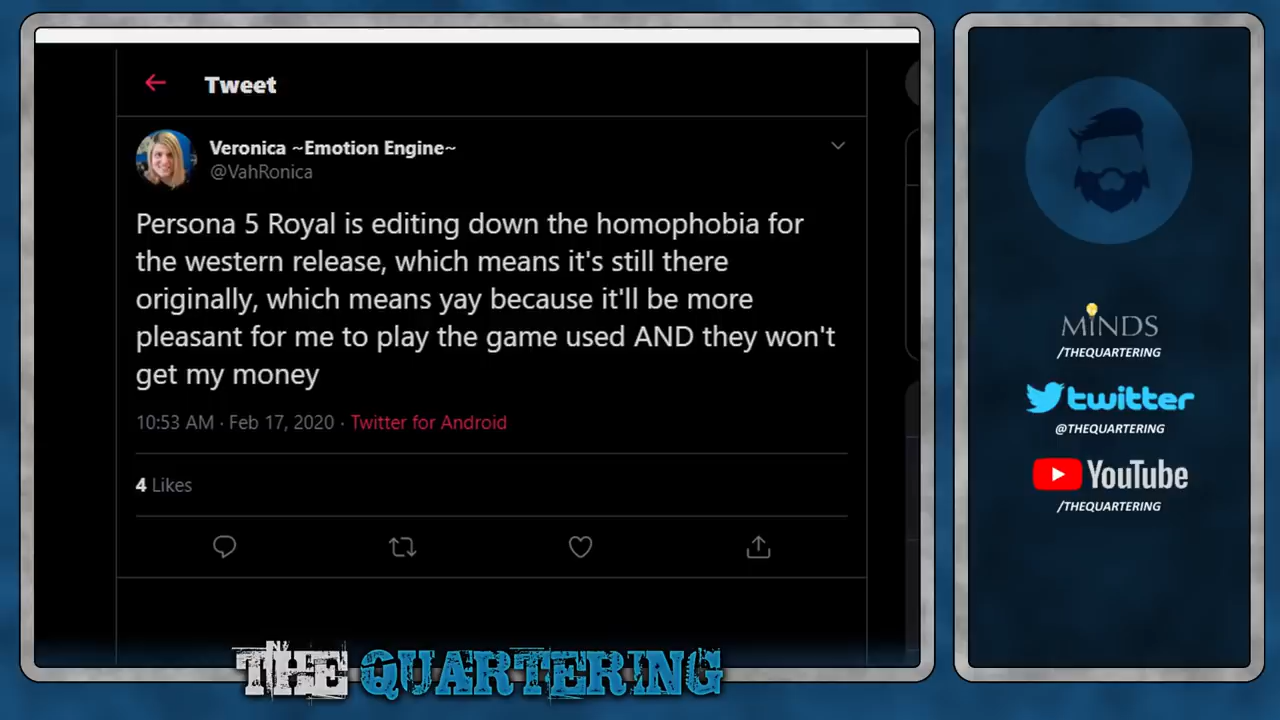 Tweet
Veronica ~Emotion Engine~
@VahRonica
Persona 5 Royal is editing down the homophobia for
the western release, which means it's still there
originally, which means yay because it'll be more
pleasant for me to play the game used AND they won't
get my money
10:53 AM · Feb 17, 2020 · Twitter for Android
4 Likes
THE QUARTERING
MINDS
/THEQUARTERING
twitter
@THEQUARTERING
YouTube
/THEQUARTERING